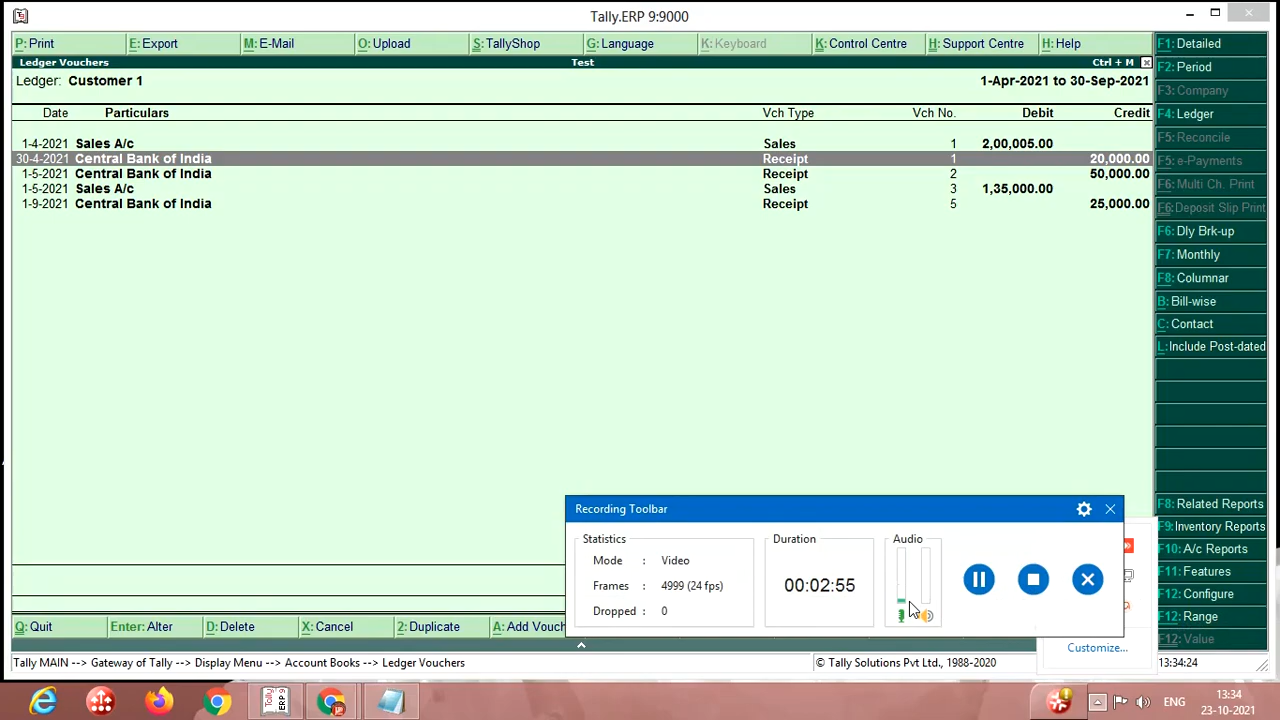 Tally.ERP 9:9000
P: Print E: Export M: E-Mail O: Upload S: TallyShop G: Language K: Keyboard K: Control Centre H: Support Centre H: Help
Ledger Vouchers Test Ctrl + M
Ledger: Customer 1 1-Apr-2021 to 30-Sep-2021
Date Particulars Vch Type Vch No. Debit Credit
1-4-2021 Sales A/c Sales 1 2,00,005.00
30-4-2021 Central Bank of India Receipt 1 20,000.00
1-5-2021 Central Bank of India Receipt 2 50,000.00
1-5-2021 Sales A/c Sales 3 1,35,000.00
1-9-2021 Central Bank of India Receipt 5 25,000.00
F1: Detailed
F2: Period
F3: Company
F4: Ledger
F5: Reconcile
F5: e-Payments
F6: Multi Ch. Print
F6: Deposit Slip Print
F6: Dly Brk-up
F7: Monthly
F8: Columnar
B: Bill-wise
C: Contact
L: Include Post-dated
F8: Related Reports
F9: Inventory Reports
F10: A/c Reports
F11: Features
F12: Configure
F12: Range
F12: Value
Recording Toolbar
Statistics Duration Audio
Mode : Video
Frames : 4999 (24 fps)
Dropped : 0
00:02:55
Q: Quit Enter: Alter D: Delete X: Cancel 2: Duplicate A: Add Vouch
Customize...
Tally MAIN --> Gateway of Tally --> Display Menu --> Account Books --> Ledger Vouchers © Tally Solutions Pvt Ltd., 1988-2020 13:34:24
Tally ERP 9
ENG 13:34
23-10-2021